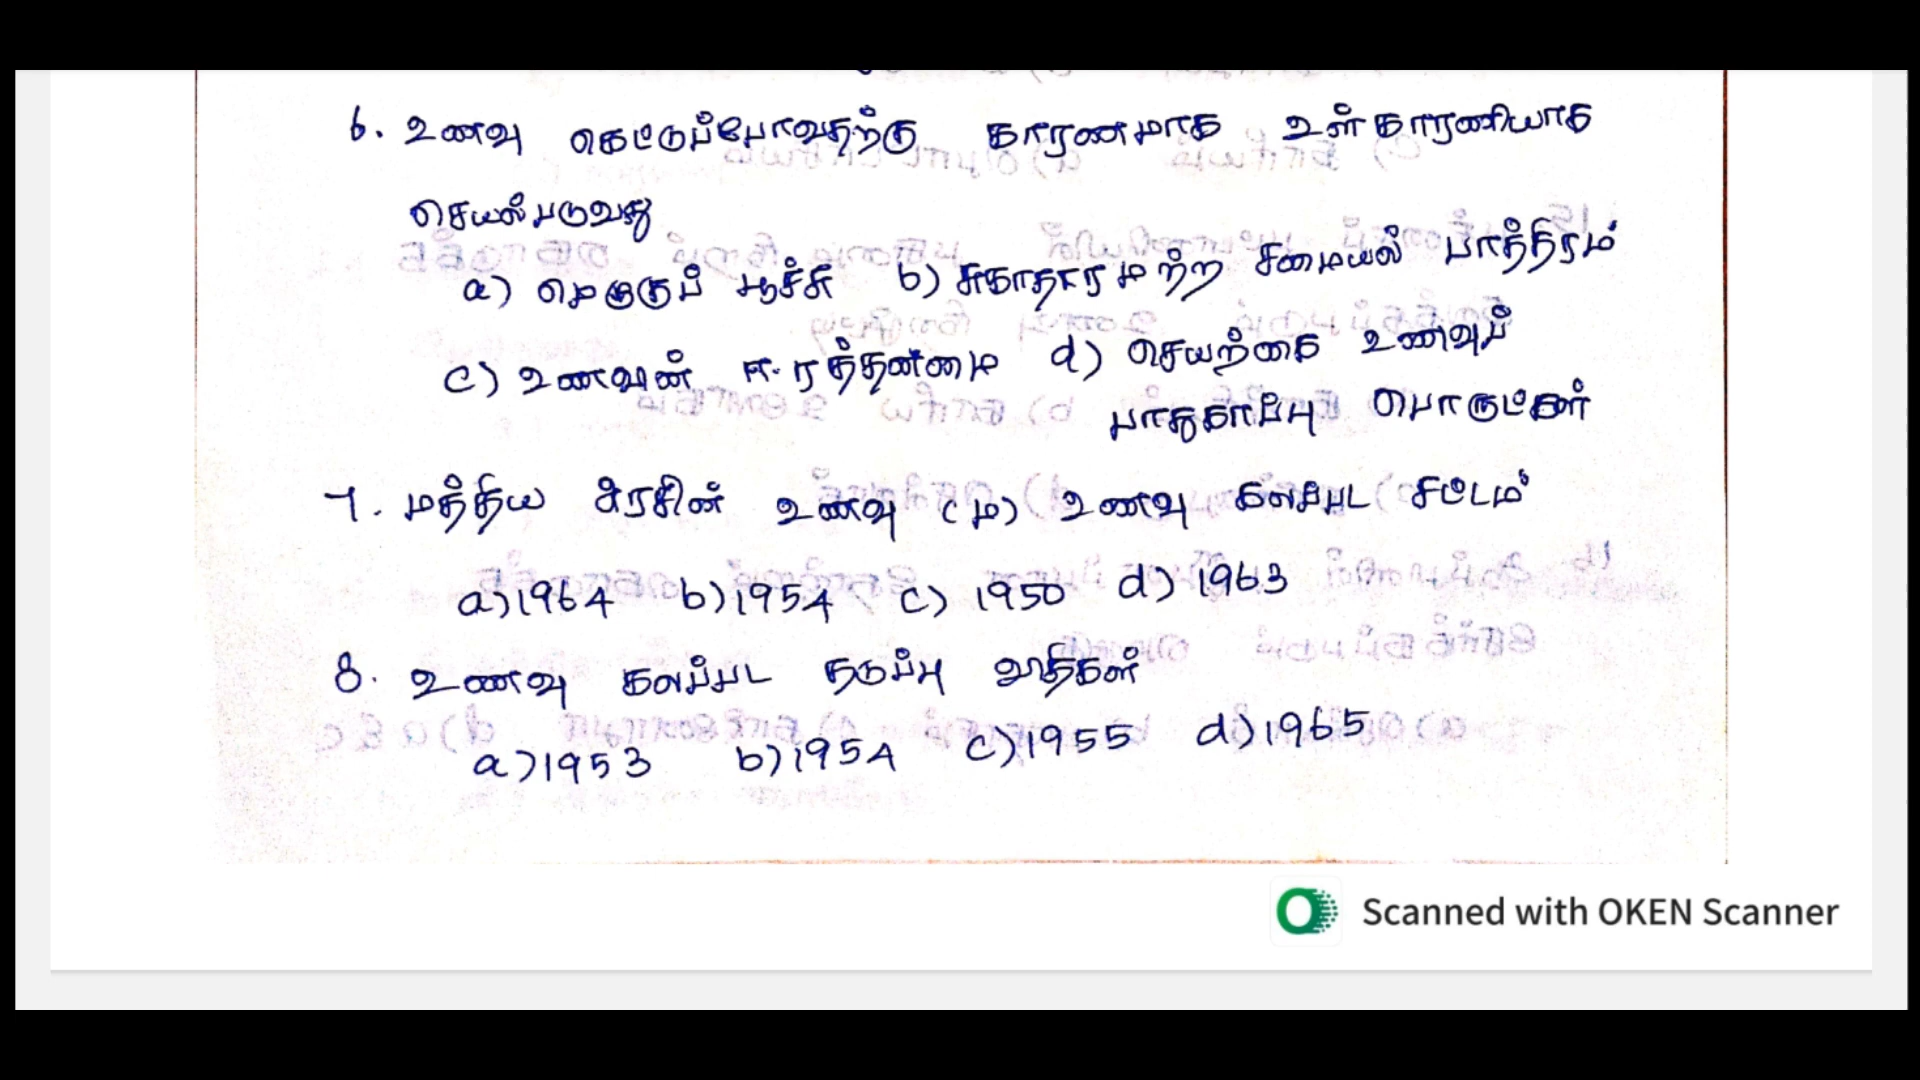 6. உணவு கெட்டுப்போவதற்கு காரணமாக உள்காரணியாக
செயல்படுவது
a) மெழுகுப் பூச்சி b) சுகாதாரமற்ற சமையல் பாத்திரம்
c) உணவின் ஈரத்தன்மை d) செயற்கை உணவுப்
பாதுகாப்பு பொருட்கள்
7. மத்திய அரசின் உணவு (ம) உணவு கலப்பட சட்டம்
a) 1964 b) 1954 c) 1950 d) 1963
8. உணவு கலப்பட தடுப்பு விதிகள்
a) 1953 b) 1954 c) 1955 d) 1965
Scanned with OKEN Scanner